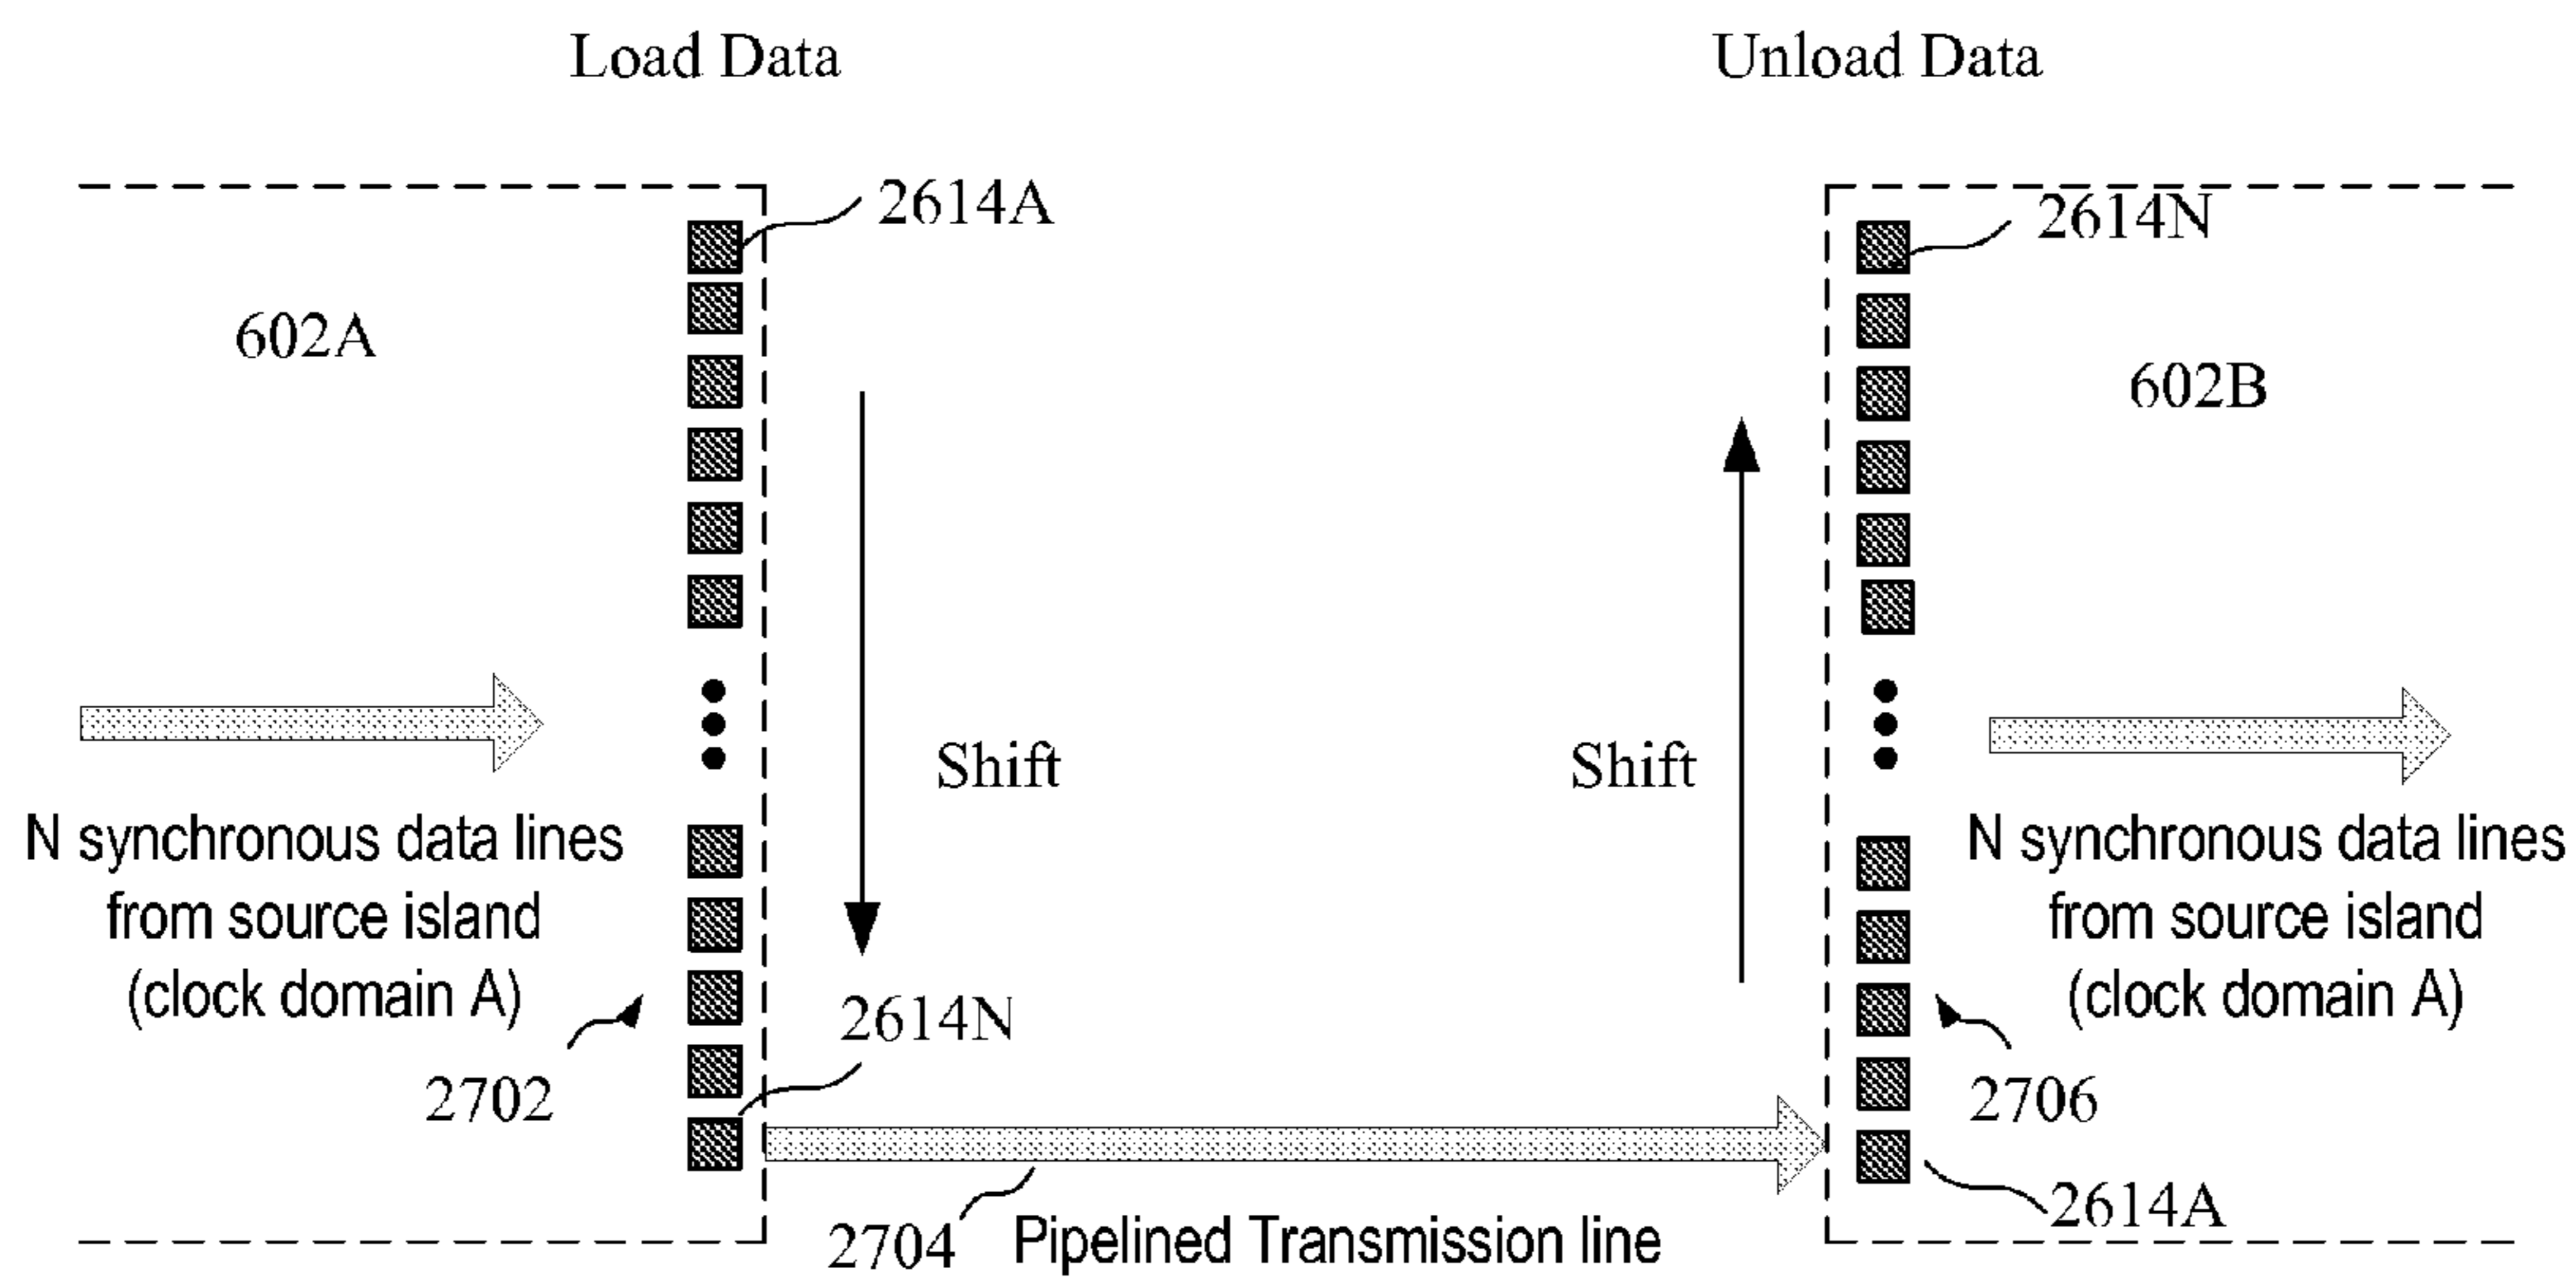 Load Data
Unload Data
2614A
2614N
602A
602B
Shift
Shift
N synchronous data lines
from source island
(clock domain A)
N synchronous data lines
from source island
(clock domain A)
2614N
2702
2706
2614A
2704
Pipelined Transmission line